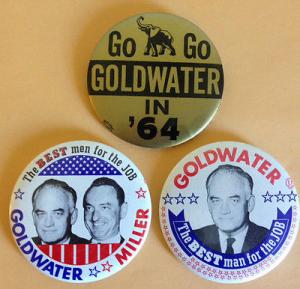 Go Go
GOLDWATER
IN
'64
The BEST men for the JOB
GOLDWATER
MILLER
GOLDWATER
The BEST man for the JOB